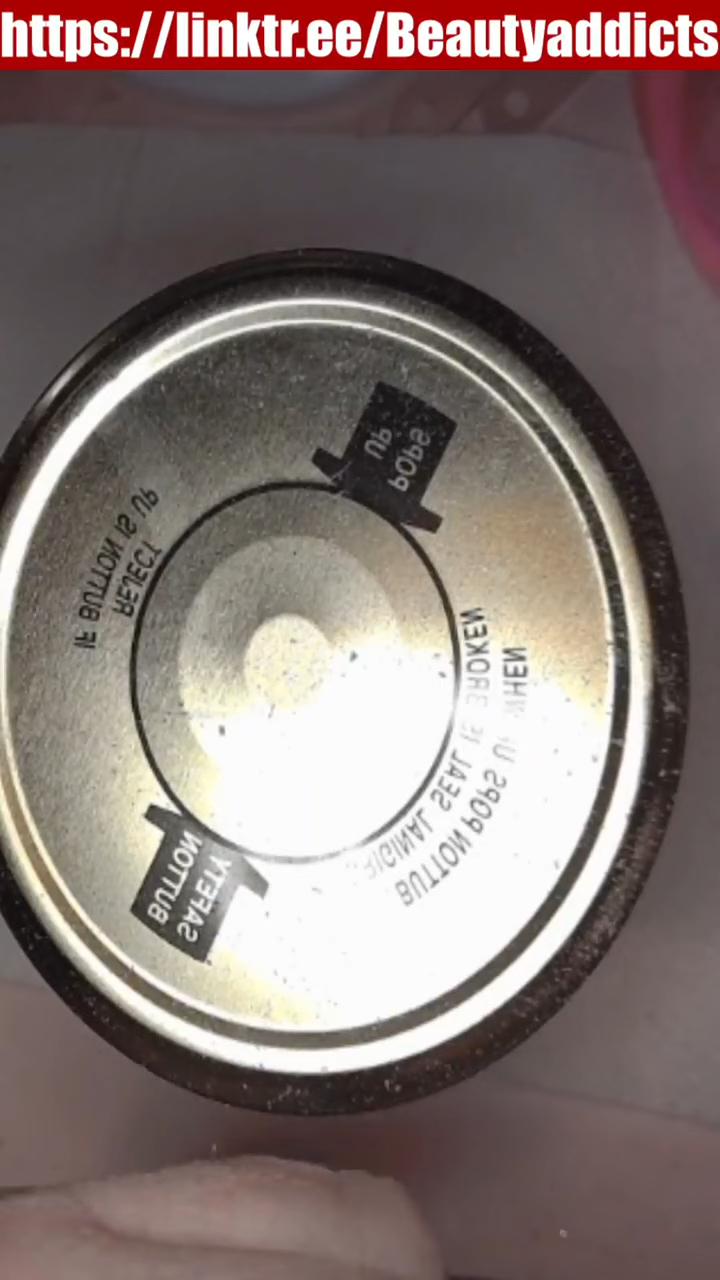 https://linktr.ee/Beautyaddicts
POPS
UP
REJECT
IF BUTTON IS UP
BUTTON POPS UP WHEN
ORIGINAL SEAL IS BROKEN
SAFETY
BUTTON